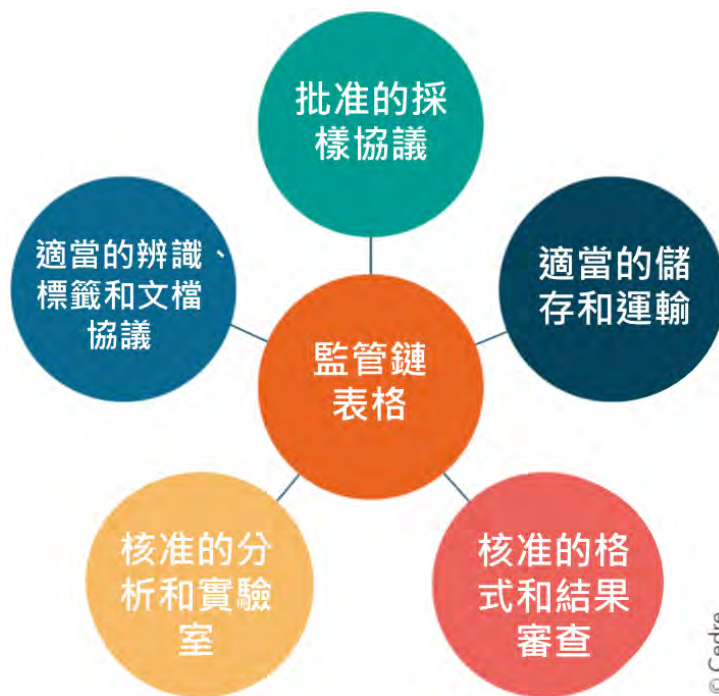 批准的採
樣協議
適當的辨識、
標籤和文檔
協議
適當的儲
存和運輸
監管鏈
表格
核准的分
析和實驗
室
核准的格
式和結果
審查
© Cedre